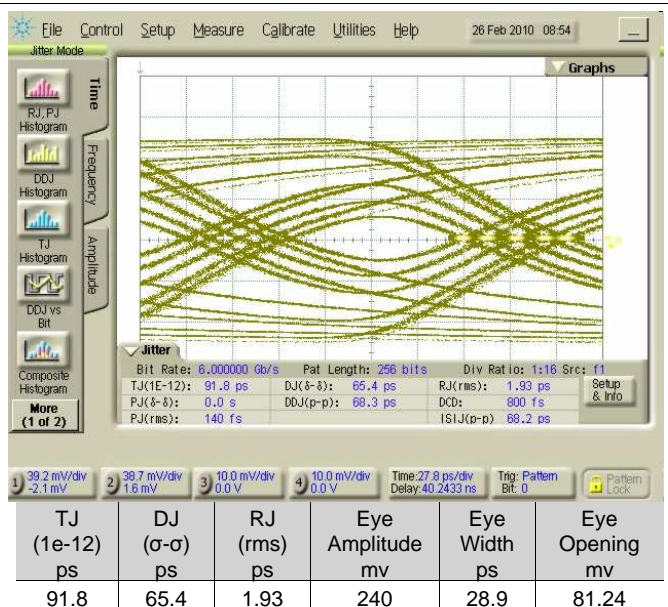 File Control Setup Measure Calibrate Utilities Help 26 Feb 2010 08:54
Jitter Mode
Graphs
Time
Frequency
Amplitude
RJ, PJ
Histogram
DDJ
Histogram
TJ
Histogram
DDJ vs
Bit
Composite
Histogram
More
(1 of 2)
Jitter
Bit Rate: 6.000000 Gb/s Pat Length: 256 bits Div Ratio: 1:16 Src: f1
TJ(1E-12): 91.8 ps DJ(δ-δ): 65.4 ps RJ(rms): 1.93 ps
PJ(δ-δ): 0.0 s DDJ(p-p): 68.3 ps DCD: 800 fs
PJ(rms): 140 fs ISIJ(p-p) 68.2 ps
Setup
& Info
1) 39.2 mV/div 2) 38.7 mV/div 3) 10.0 mV/div 4) 10.0 mV/div Time:27.8 ps/div Trig: Pattern Pattern
-2.1 mV 1.6 mV 0.0 V 0.0 V Delay:40.2433 ns Bit: 0 Lock
TJ DJ RJ Eye Eye Eye
(1e-12) (σ-σ) (rms) Amplitude Width Opening
ps ps ps mv ps mv
91.8 65.4 1.93 240 28.9 81.24